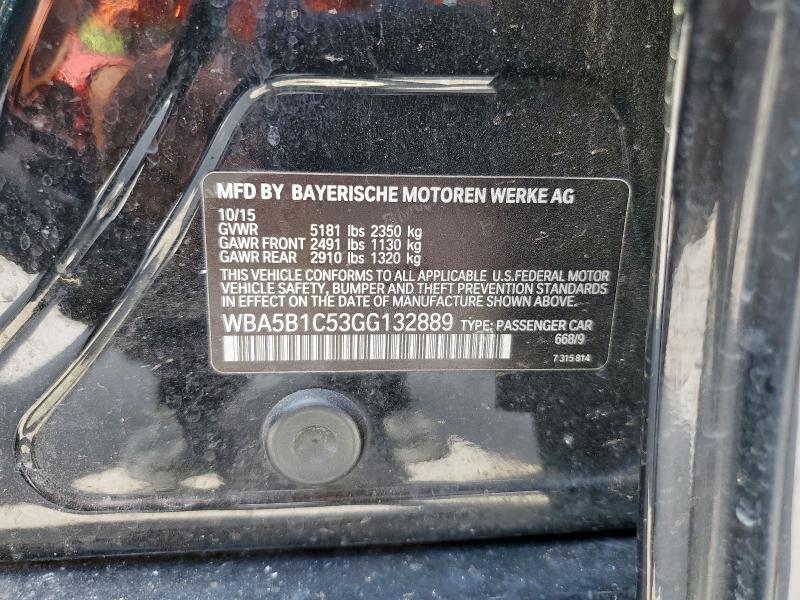 MFD BY BAYERISCHE MOTOREN WERKE AG
10/15
GVWR 5181 lbs 2350 kg
GAWR FRONT 2491 lbs 1130 kg
GAWR REAR 2910 lbs 1320 kg
THIS VEHICLE CONFORMS TO ALL APPLICABLE U.S.FEDERAL MOTOR
VEHICLE SAFETY, BUMPER AND THEFT PREVENTION STANDARDS
IN EFFECT ON THE DATE OF MANUFACTURE SHOWN ABOVE.
WBA5B1C53GG132889 TYPE: PASSENGER CAR
668/9
7 315 814